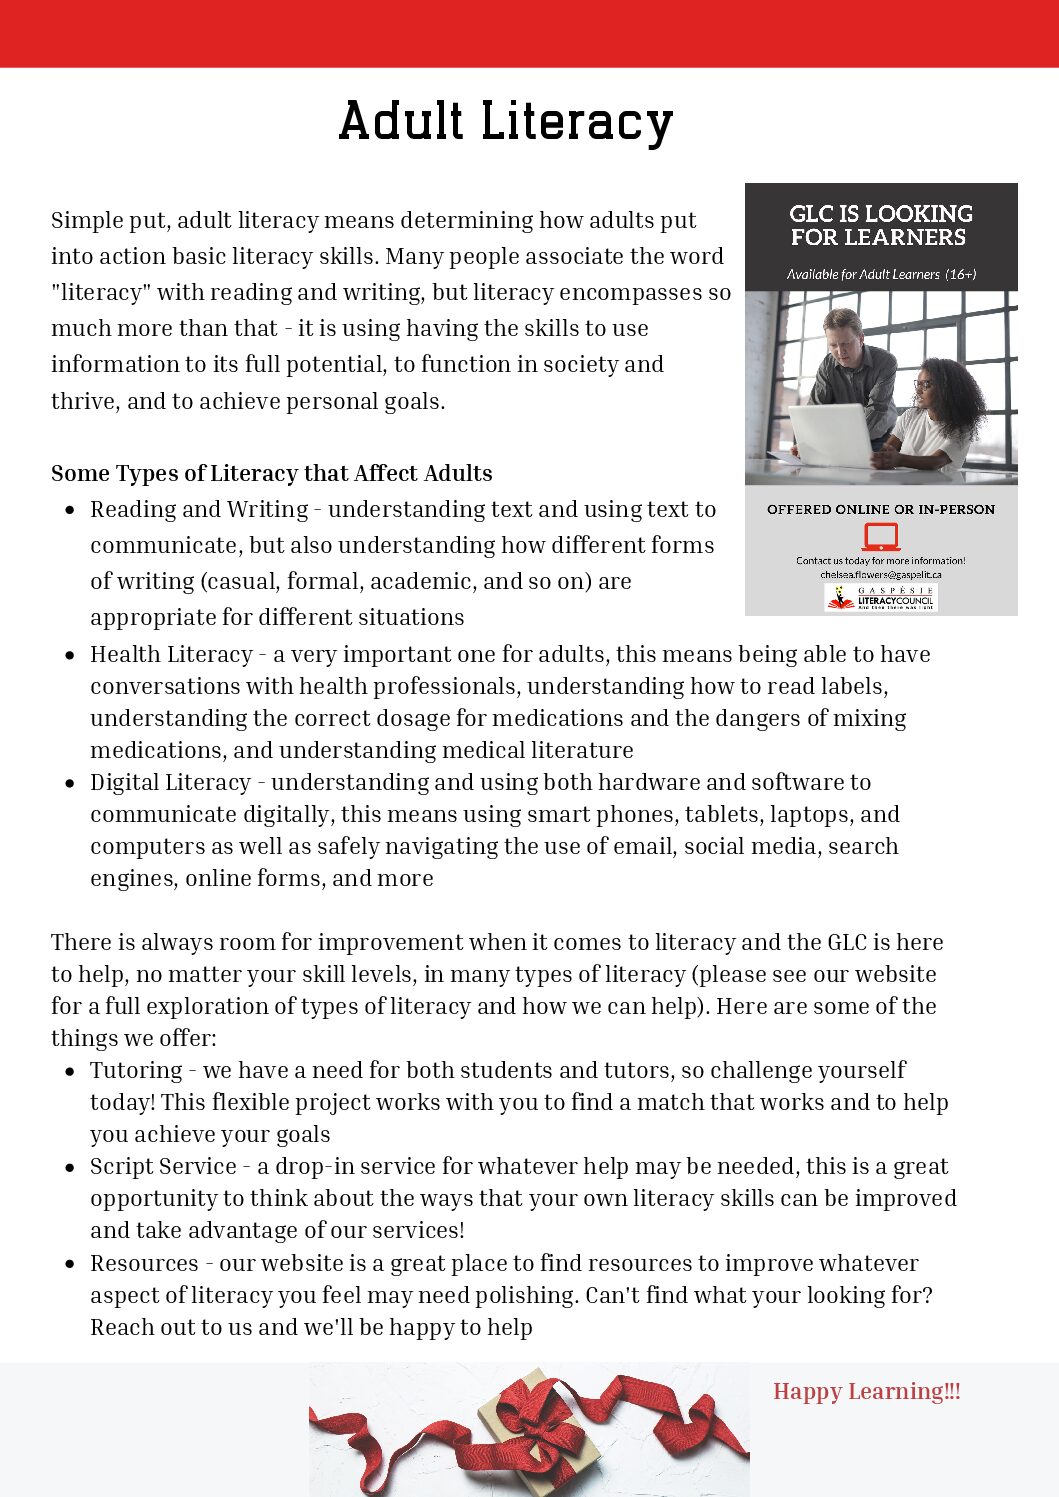 Adult Literacy
Simple put, adult literacy means determining how adults put
into action basic literacy skills. Many people associate the word
"literacy" with reading and writing, but literacy encompasses so
much more than that - it is using having the skills to use
information to its full potential, to function in society and
thrive, and to achieve personal goals.
Some Types of Literacy that Affect Adults
• Reading and Writing - understanding text and using text to
communicate, but also understanding how different forms
of writing (casual, formal, academic, and so on) are
appropriate for different situations
• Health Literacy - a very important one for adults, this means being able to have
conversations with health professionals, understanding how to read labels,
understanding the correct dosage for medications and the dangers of mixing
medications, and understanding medical literature
• Digital Literacy - understanding and using both hardware and software to
communicate digitally, this means using smart phones, tablets, laptops, and
computers as well as safely navigating the use of email, social media, search
engines, online forms, and more
GLC IS LOOKING
FOR LEARNERS
Available for Adult Learners (16+)
OFFERED ONLINE OR IN-PERSON
Contact us today for more information!
chelsea.flowers@gaspelit.ca
GASPESIE
LITERACYCOUNCIL
And then there was light
There is always room for improvement when it comes to literacy and the GLC is here
to help, no matter your skill levels, in many types of literacy (please see our website
for a full exploration of types of literacy and how we can help). Here are some of the
things we offer:
• Tutoring - we have a need for both students and tutors, so challenge yourself
today! This flexible project works with you to find a match that works and to help
you achieve your goals
• Script Service - a drop-in service for whatever help may be needed, this is a great
opportunity to think about the ways that your own literacy skills can be improved
and take advantage of our services!
• Resources - our website is a great place to find resources to improve whatever
aspect of literacy you feel may need polishing. Can't find what your looking for?
Reach out to us and we'll be happy to help
Happy Learning!!!